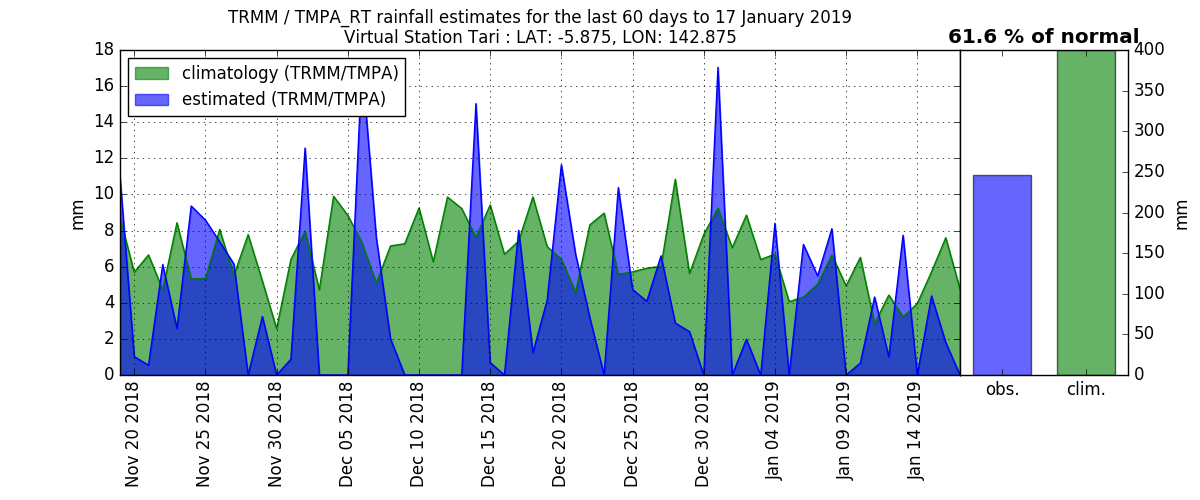 TRMM / TMPA_RT rainfall estimates for the last 60 days to 17 January 2019
Virtual Station Tari : LAT: -5.875, LON: 142.875
61.6 % of normal
climatology (TRMM/TMPA)
estimated (TRMM/TMPA)
mm
18
16
14
12
10
8
6
4
2
0
Nov 20 2018
Nov 25 2018
Nov 30 2018
Dec 05 2018
Dec 10 2018
Dec 15 2018
Dec 20 2018
Dec 25 2018
Dec 30 2018
Jan 04 2019
Jan 09 2019
Jan 14 2019
obs.
clim.
400
350
300
250
200
150
100
50
0
mm